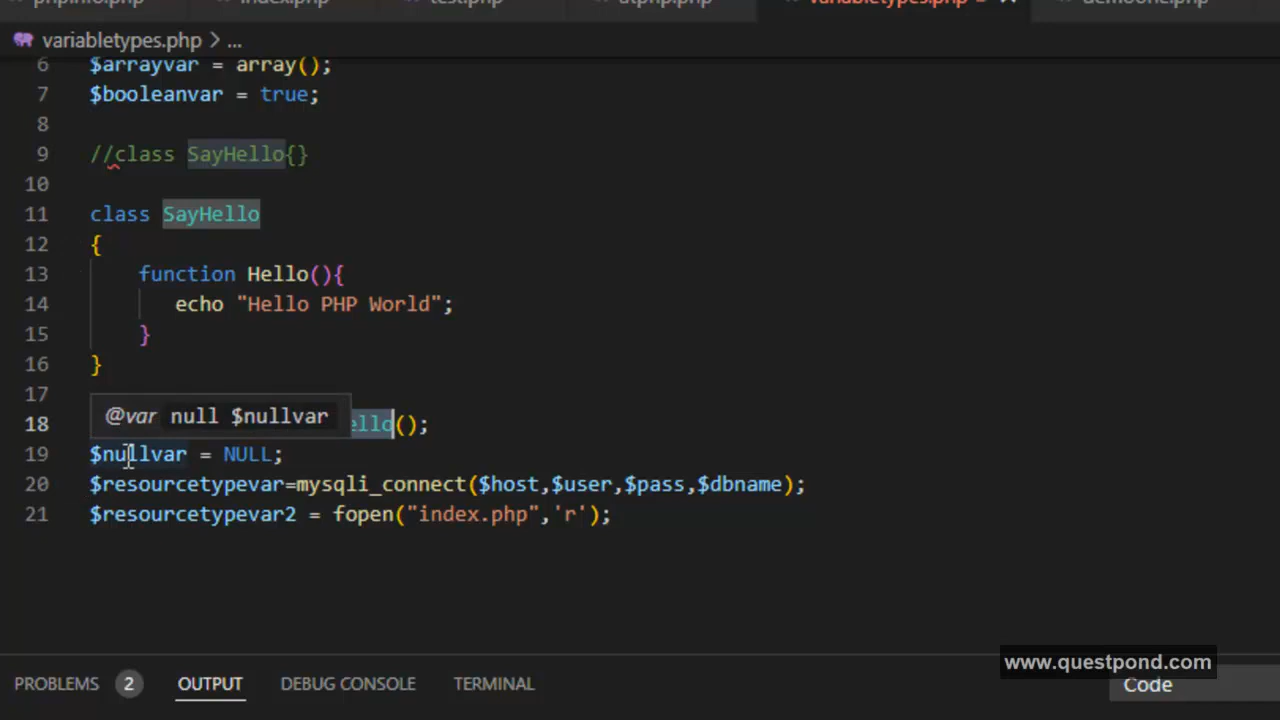 variabletypes.php > ...
6 $arrayvar = array();
7 $booleanvar = true;
8
9 //class SayHello{}
10
11 class SayHello
12 {
13 function Hello(){
14 echo "Hello PHP World";
15 }
16 }
17
@var null $nullvar
18 ello();
19 $nullvar = NULL;
20 $resourcetypevar=mysqli_connect($host,$user,$pass,$dbname);
21 $resourcetypevar2 = fopen("index.php",'r');
www.questpond.com
PROBLEMS 2 OUTPUT DEBUG CONSOLE TERMINAL Code